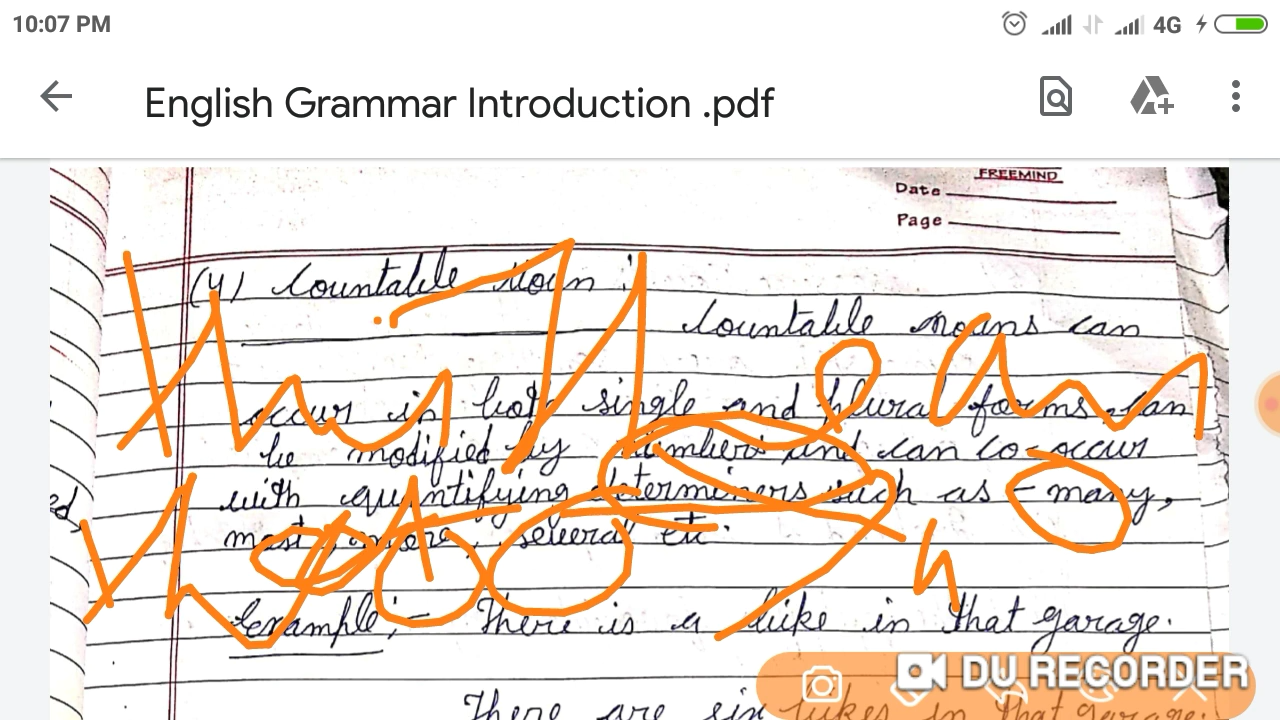 10:07 PM
4G
English Grammar Introduction .pdf
FREEMIND
Date
Page
(4) Countable Noun :
Countable nouns can
occur in both single and plural forms can
be modified by numbers and can co-occur
with quantifying determiners such as - many,
ed,
most, more, several etc.
Example :- There is a bike in that garage.
DU RECORDER
There are six bikes in that garage.